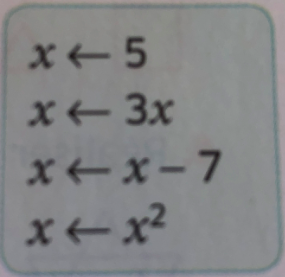 x ← 5
x ← 3x
x ← x − 7
x ← x²